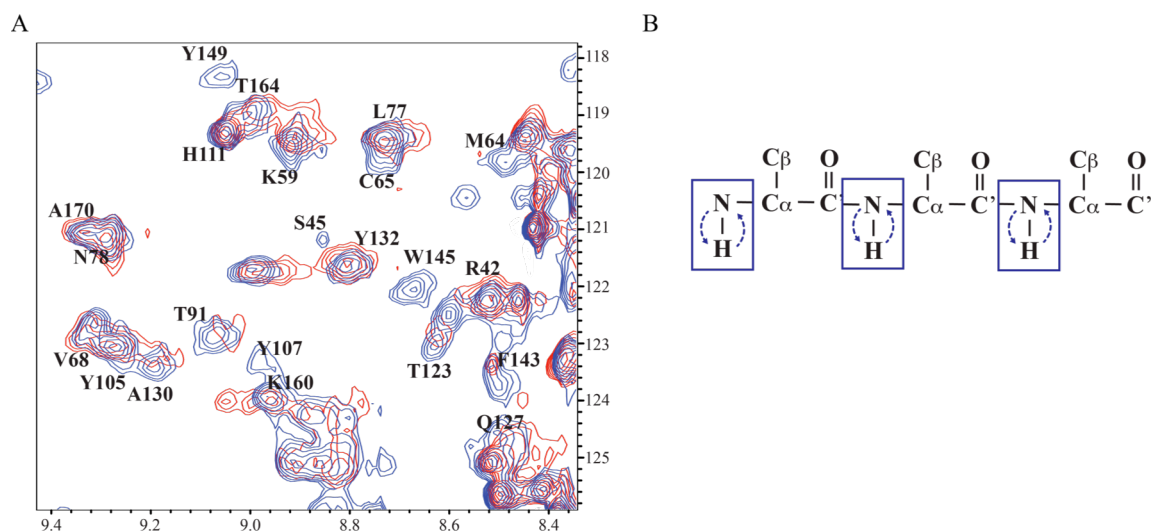 A
B
Y149
118
T164
L77
119
M64
H111
K59
C65
120
A170
S45
121
N78
Y132
W145
R42
122
T91
V68
Y107
F143
123
Y105
T123
A130
K160
124
Q127
125
9.4 9.2 9.0 8.8 8.6 8.4
Cβ O Cβ O Cβ O
N Cα C' N Cα C' N Cα C'
H H H